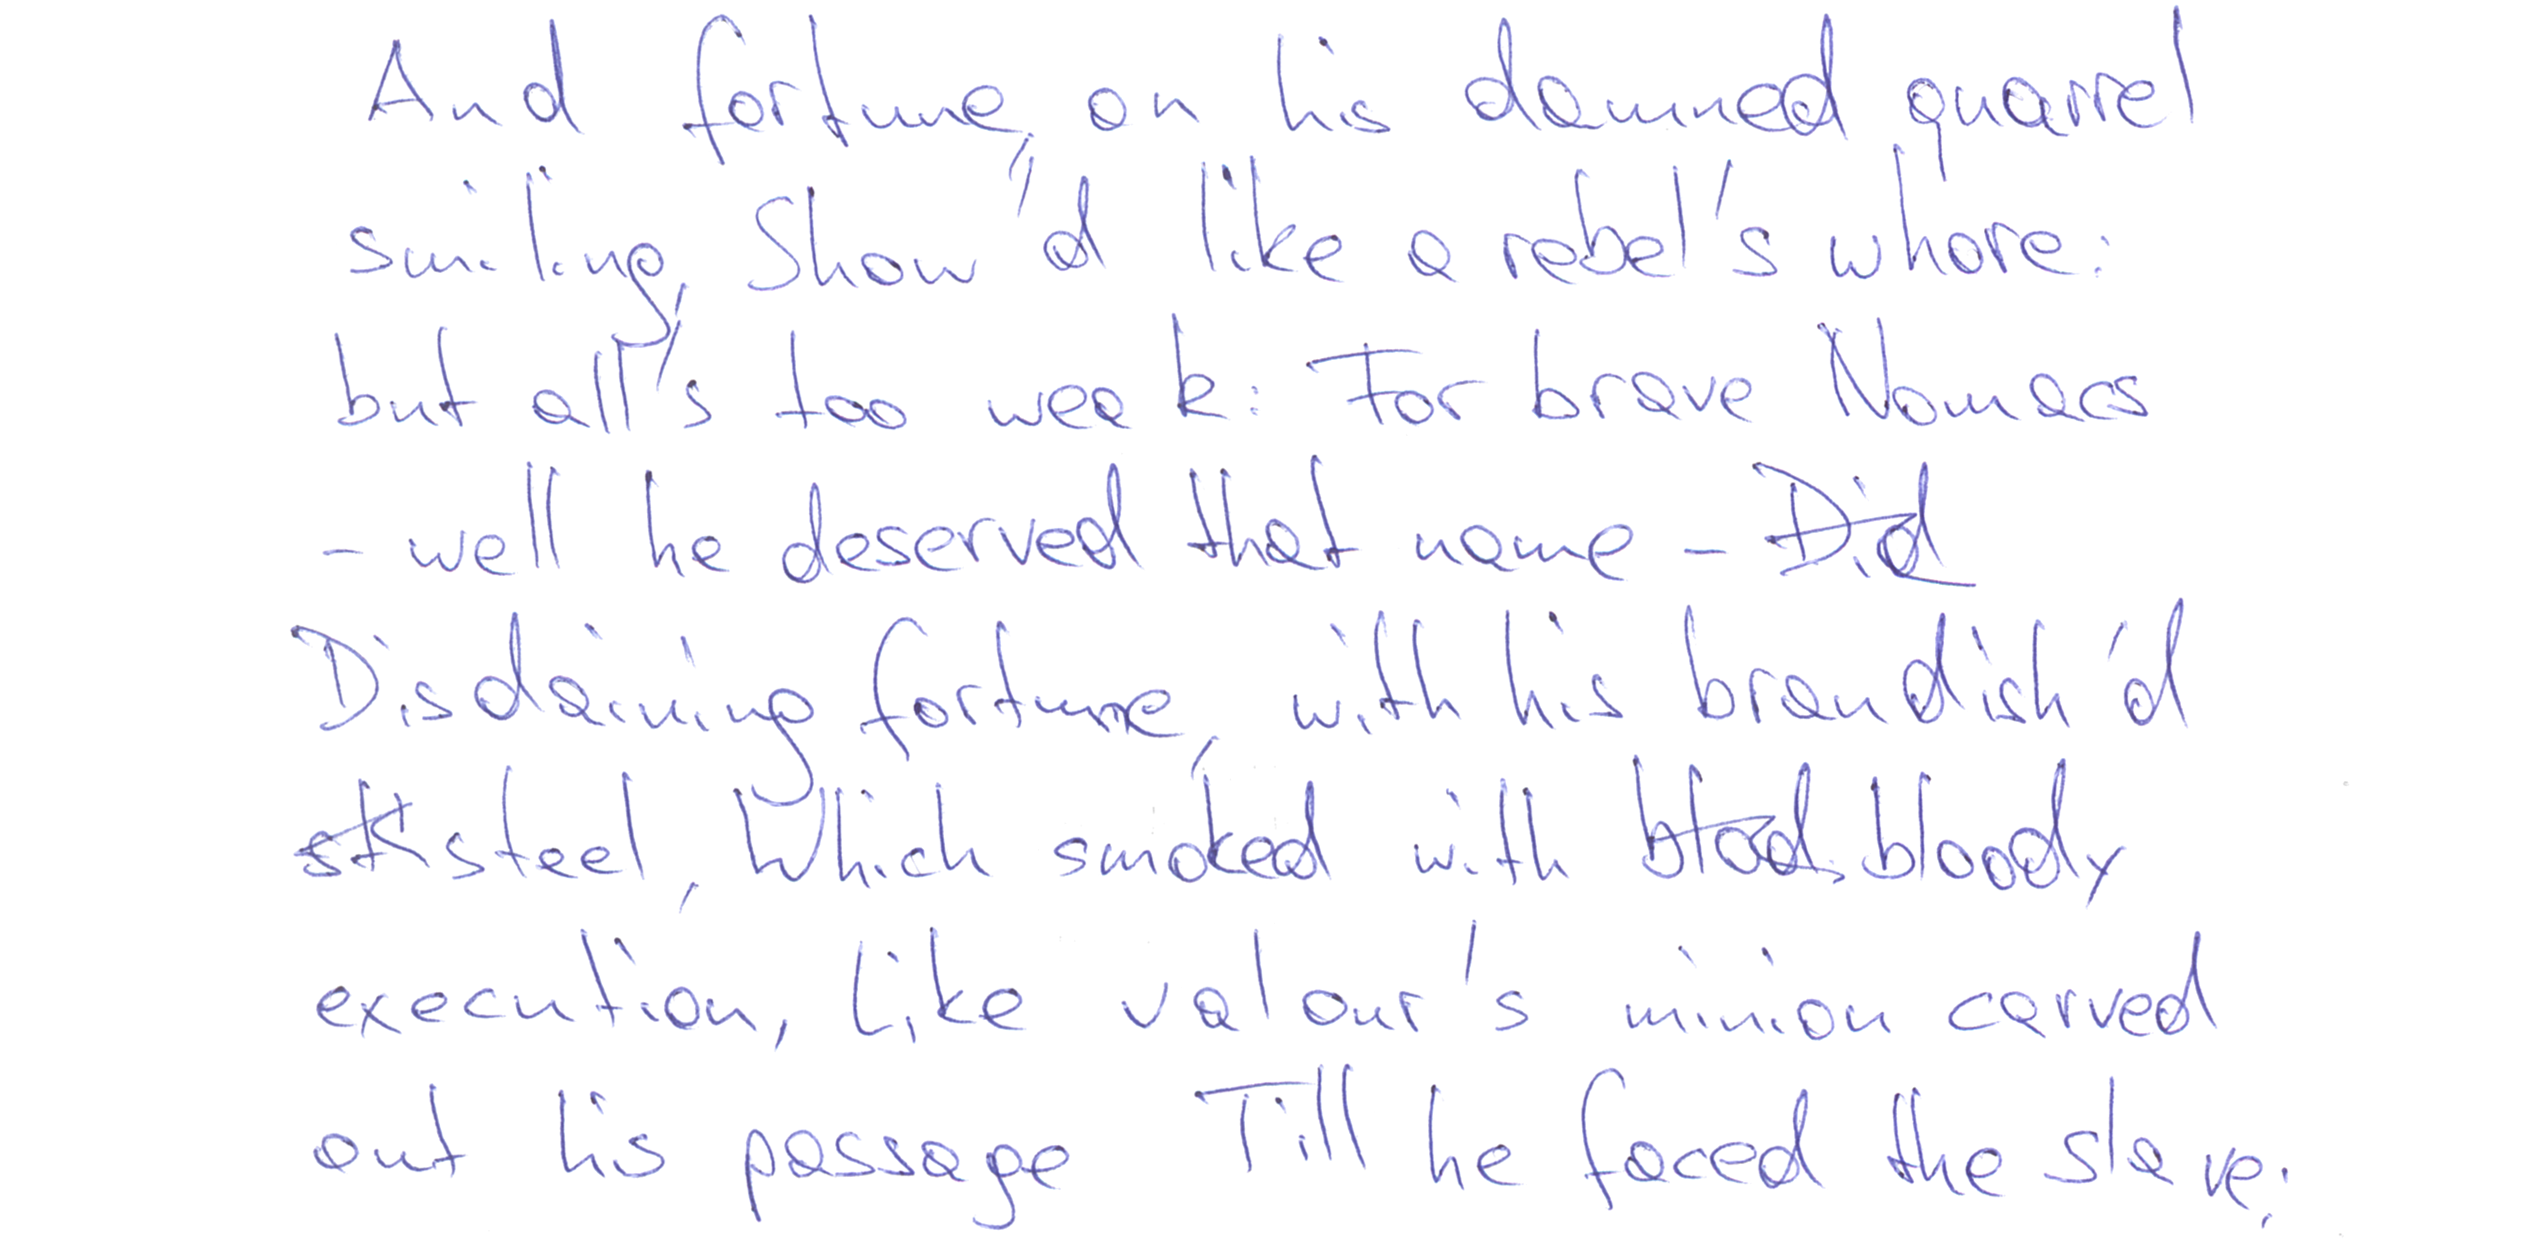 And fortune, on his damned quarrel
smiling, Show'd like a rebel's whore:
but all's too weak: For brave Nomacs
- well he deserved that name - Did
Disdaining fortune, with his brandish'd
steel, Which smoked with blood bloody
execution, Like valour's minion carved
out his passage Till he faced the slave;